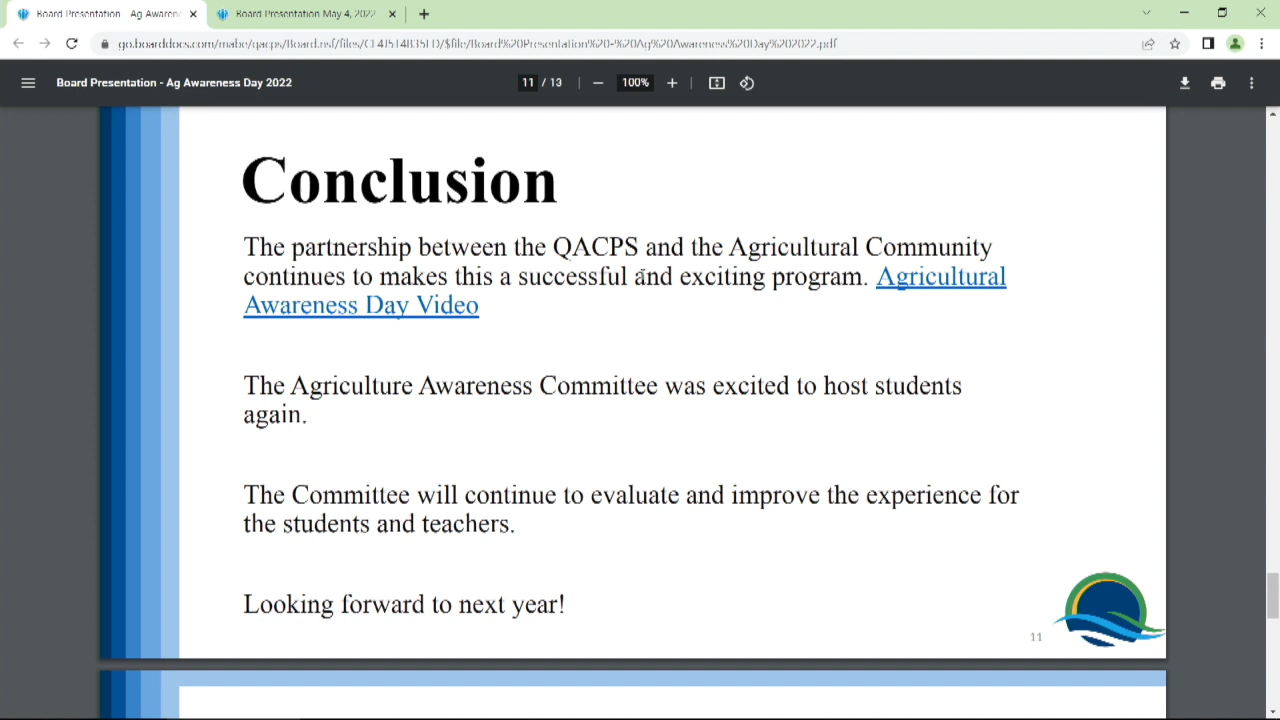 Board Presentation - Ag Awaren
Board Presentation May 4, 2022
Board Presentation - Ag Awareness Day 2022
11 / 13
100%
Conclusion
The partnership between the QACPS and the Agricultural Community
continues to makes this a successful and exciting program. Agricultural
Awareness Day Video
The Agriculture Awareness Committee was excited to host students
again.
The Committee will continue to evaluate and improve the experience for
the students and teachers.
Looking forward to next year!
11